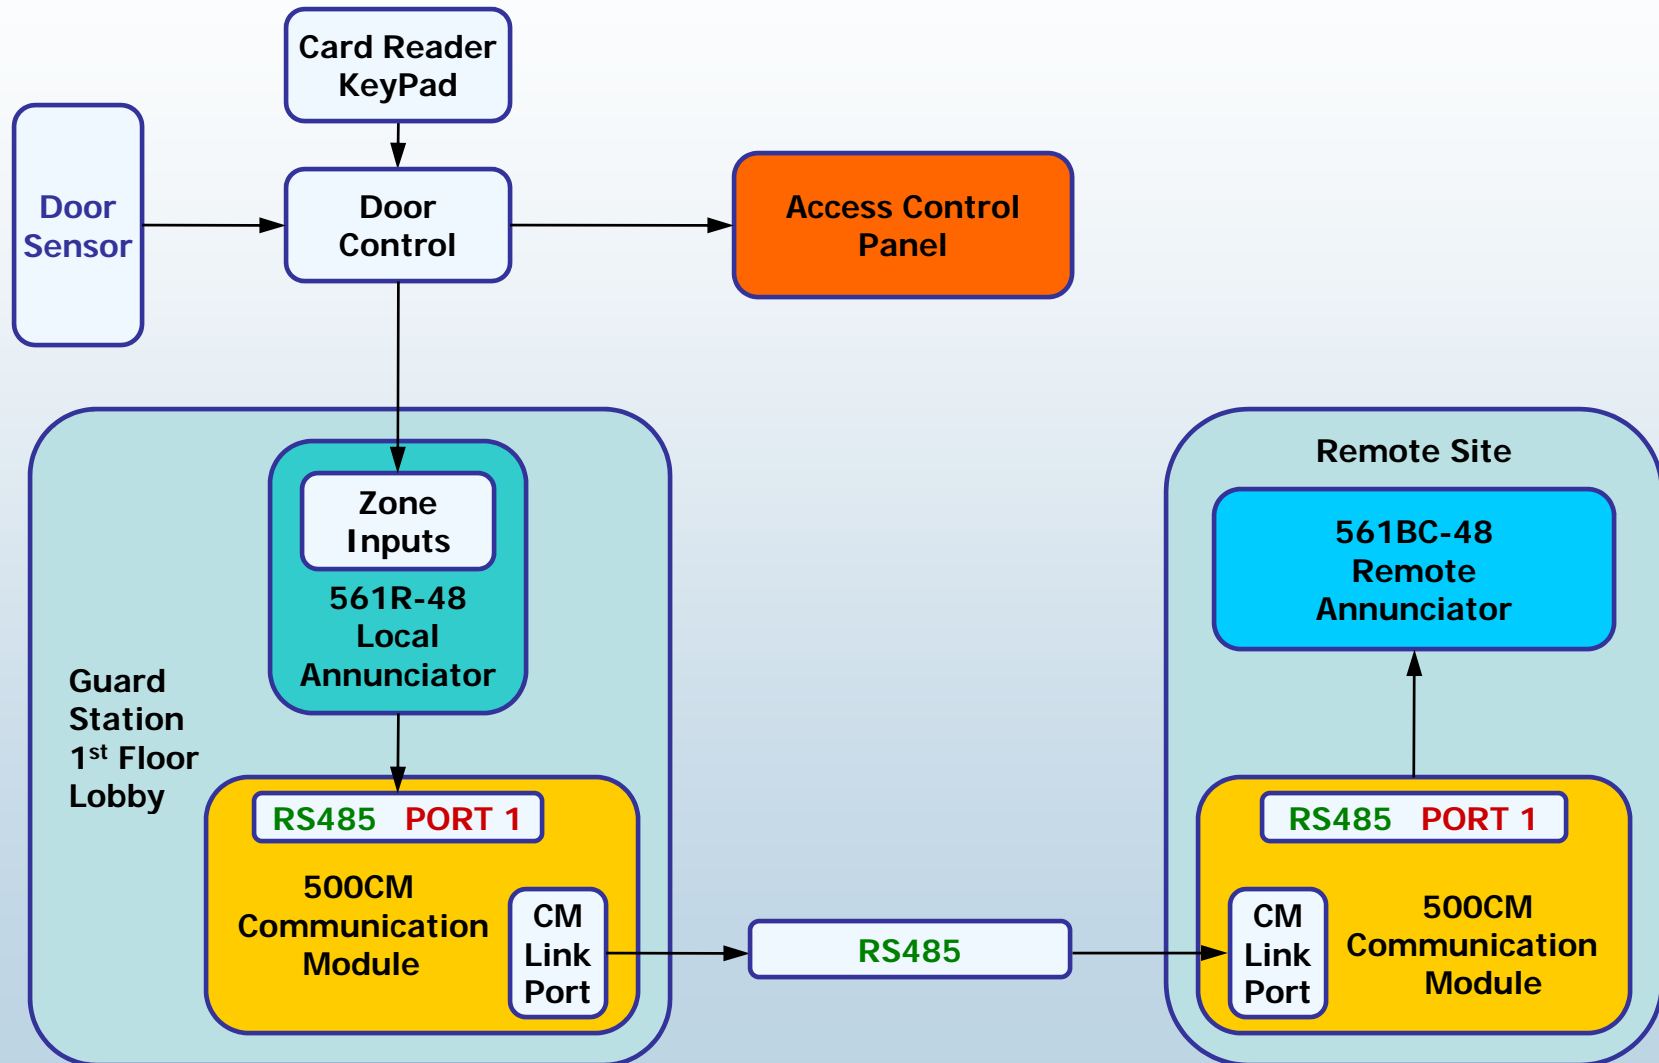 Card Reader
KeyPad
Door
Sensor
Door
Control
Access Control
Panel
Zone
Inputs
561R-48
Local
Annunciator
Guard
Station
1st Floor
Lobby
RS485 PORT 1
500CM
Communication
Module
CM
Link
Port
RS485
Remote Site
561BC-48
Remote
Annunciator
RS485 PORT 1
CM
Link
Port
500CM
Communication
Module